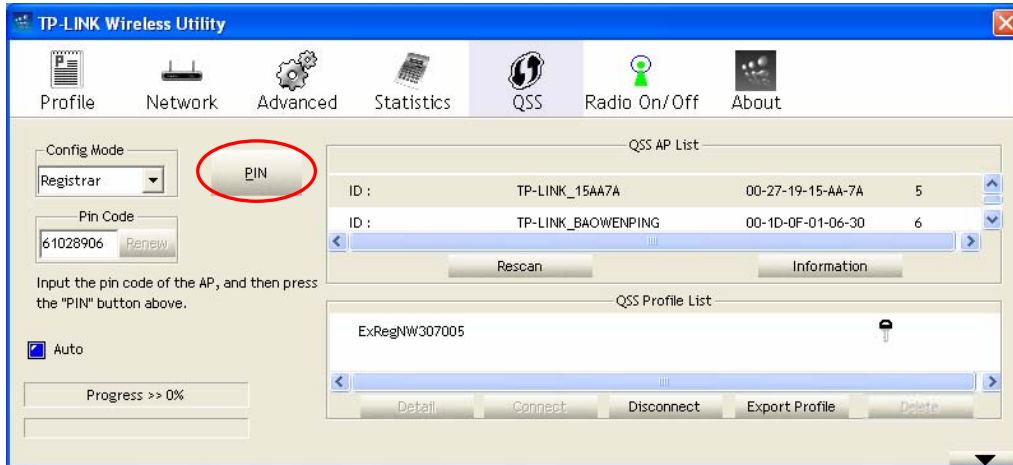 TP-LINK Wireless Utility
Profile Network Advanced Statistics QSS Radio On/Off About
Config Mode
Registrar
PIN
Pin Code
61028906 Renew
Input the pin code of the AP, and then press
the "PIN" button above.
Auto
Progress >> 0%
QSS AP List
ID : TP-LINK_15AA7A 00-27-19-15-AA-7A 5
ID : TP-LINK_BAOWENPING 00-1D-0F-01-06-30 6
Rescan Information
QSS Profile List
ExRegNW307005
Detail Connect Disconnect Export Profile Delete